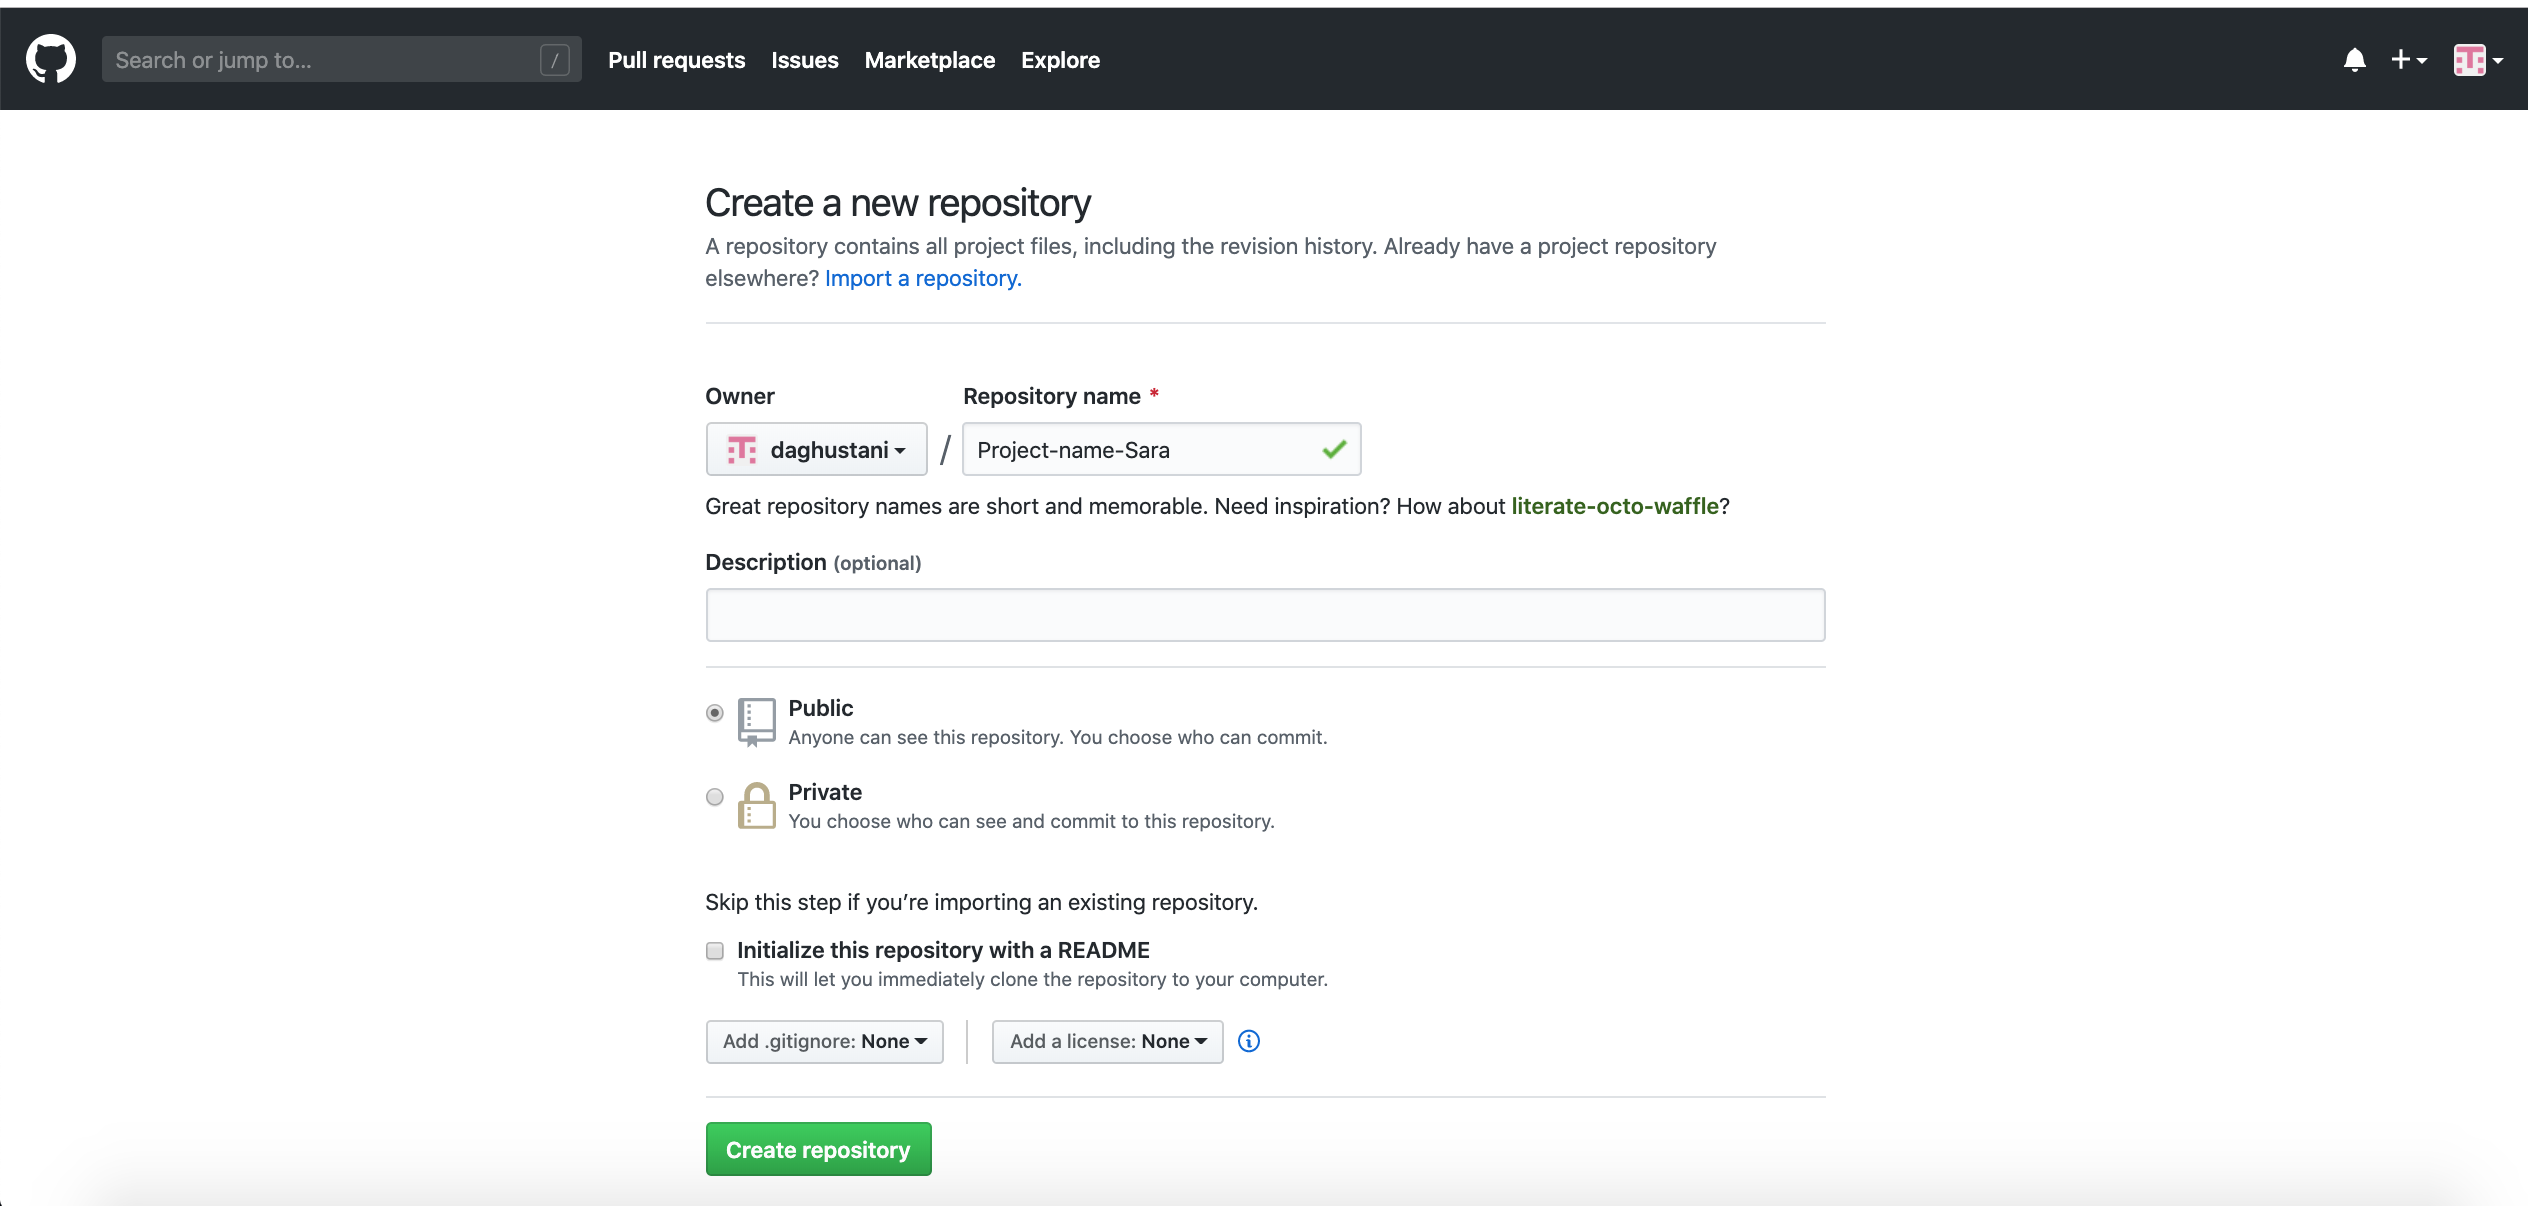 Search or jump to... /
Pull requests Issues Marketplace Explore
Create a new repository
A repository contains all project files, including the revision history. Already have a project repository
elsewhere? Import a repository.
Owner Repository name *
daghustani / Project-name-Sara
Great repository names are short and memorable. Need inspiration? How about literate-octo-waffle?
Description (optional)
Public
Anyone can see this repository. You choose who can commit.
Private
You choose who can see and commit to this repository.
Skip this step if you’re importing an existing repository.
Initialize this repository with a README
This will let you immediately clone the repository to your computer.
Add .gitignore: None Add a license: None
Create repository